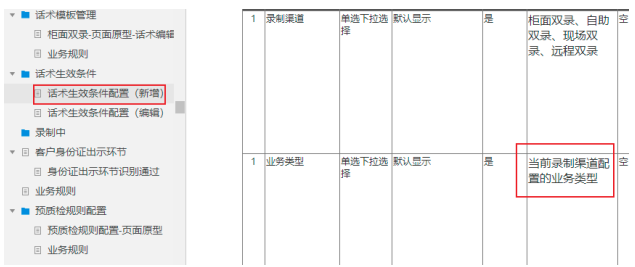 话术模板管理
柜面双录-页面原型-话术编辑
业务规则
话术生效条件
话术生效条件配置（新增）
话术生效条件配置（编辑）
录制中
客户身份证出示环节
身份证出示环节识别通过
业务规则
预质检规则配置
预质检规则配置-页面原型
业务规则
1 录制渠道 单选下拉选 默认显示 是 柜面双录、自助 空
择 双录、现场双
录、远程双录
1 业务类型 单选下拉选 默认显示 是 当前录制渠道配 空
择 置的业务类型